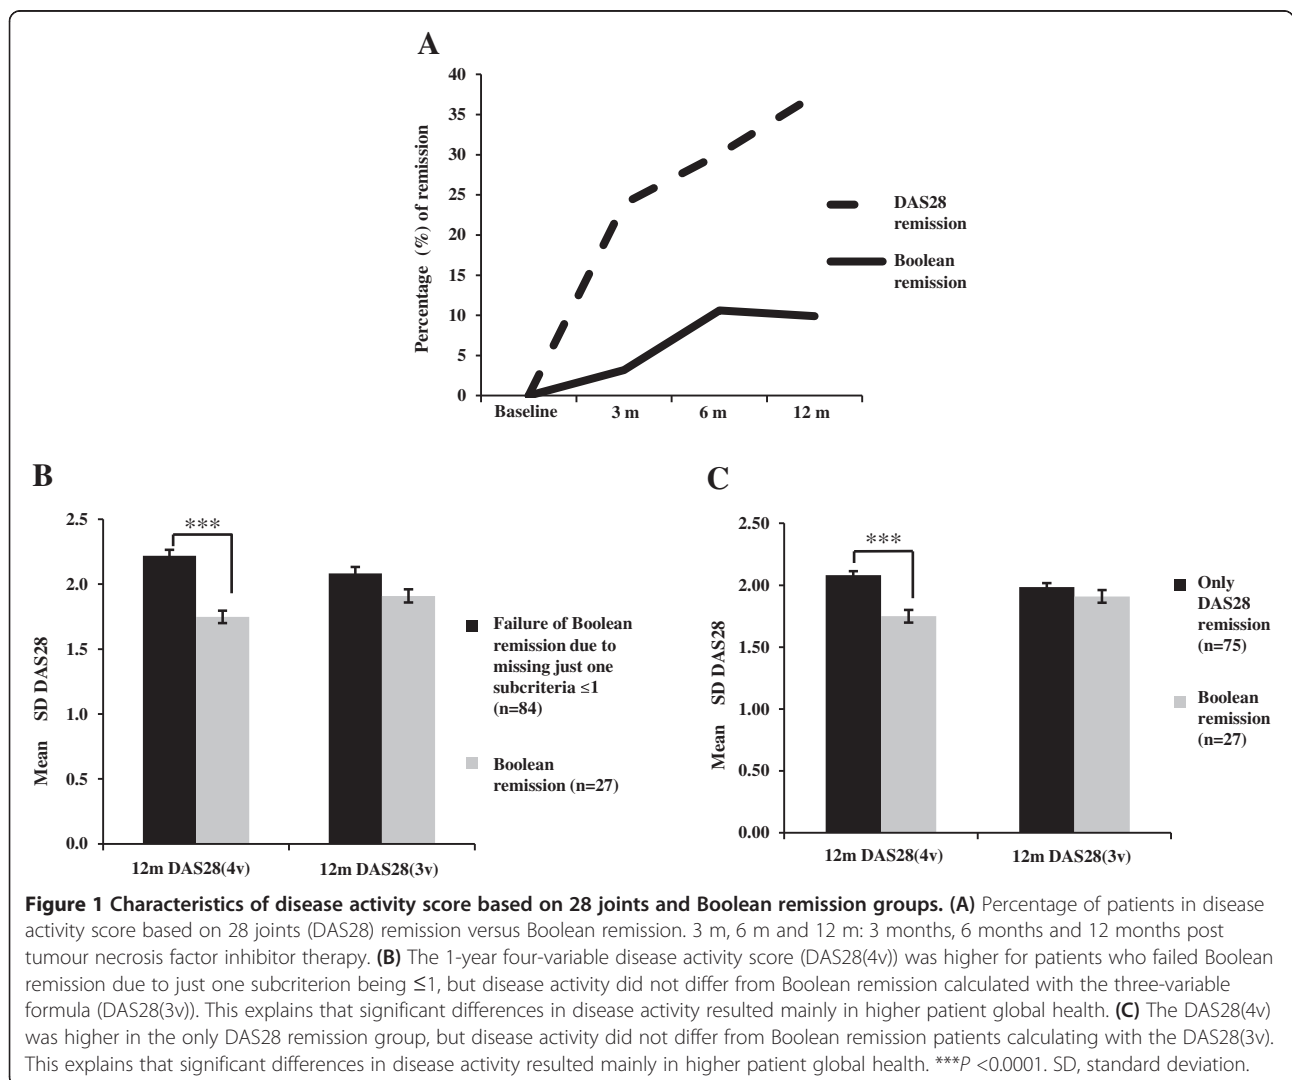 A
Percentage (%) of remission
40
35
30
25
20
15
10
5
0
Baseline
3 m
6 m
12 m
DAS28
remission
Boolean
remission
B
Mean SD DAS28
2.5
2.0
1.5
1.0
0.5
0.0
***
12m DAS28(4v)
12m DAS28(3v)
Failure of Boolean
remission due to
missing just one
subcriteria ≤1
(n=84)
Boolean
remission (n=27)
C
Mean SD DAS28
2.50
2.00
1.50
1.00
0.50
0.00
***
12m DAS28(4v)
12m DAS28(3v)
Only
DAS28
remission
(n=75)
Boolean
remission
(n=27)
Figure 1 Characteristics of disease activity score based on 28 joints and Boolean remission groups. (A) Percentage of patients in disease
activity score based on 28 joints (DAS28) remission versus Boolean remission. 3 m, 6 m and 12 m: 3 months, 6 months and 12 months post
tumour necrosis factor inhibitor therapy. (B) The 1-year four-variable disease activity score (DAS28(4v)) was higher for patients who failed Boolean
remission due to just one subcriterion being ≤1, but disease activity did not differ from Boolean remission calculated with the three-variable
formula (DAS28(3v)). This explains that significant differences in disease activity resulted mainly in higher patient global health. (C) The DAS28(4v)
was higher in the only DAS28 remission group, but disease activity did not differ from Boolean remission patients calculating with the DAS28(3v).
This explains that significant differences in disease activity resulted mainly in higher patient global health. ***P <0.0001. SD, standard deviation.